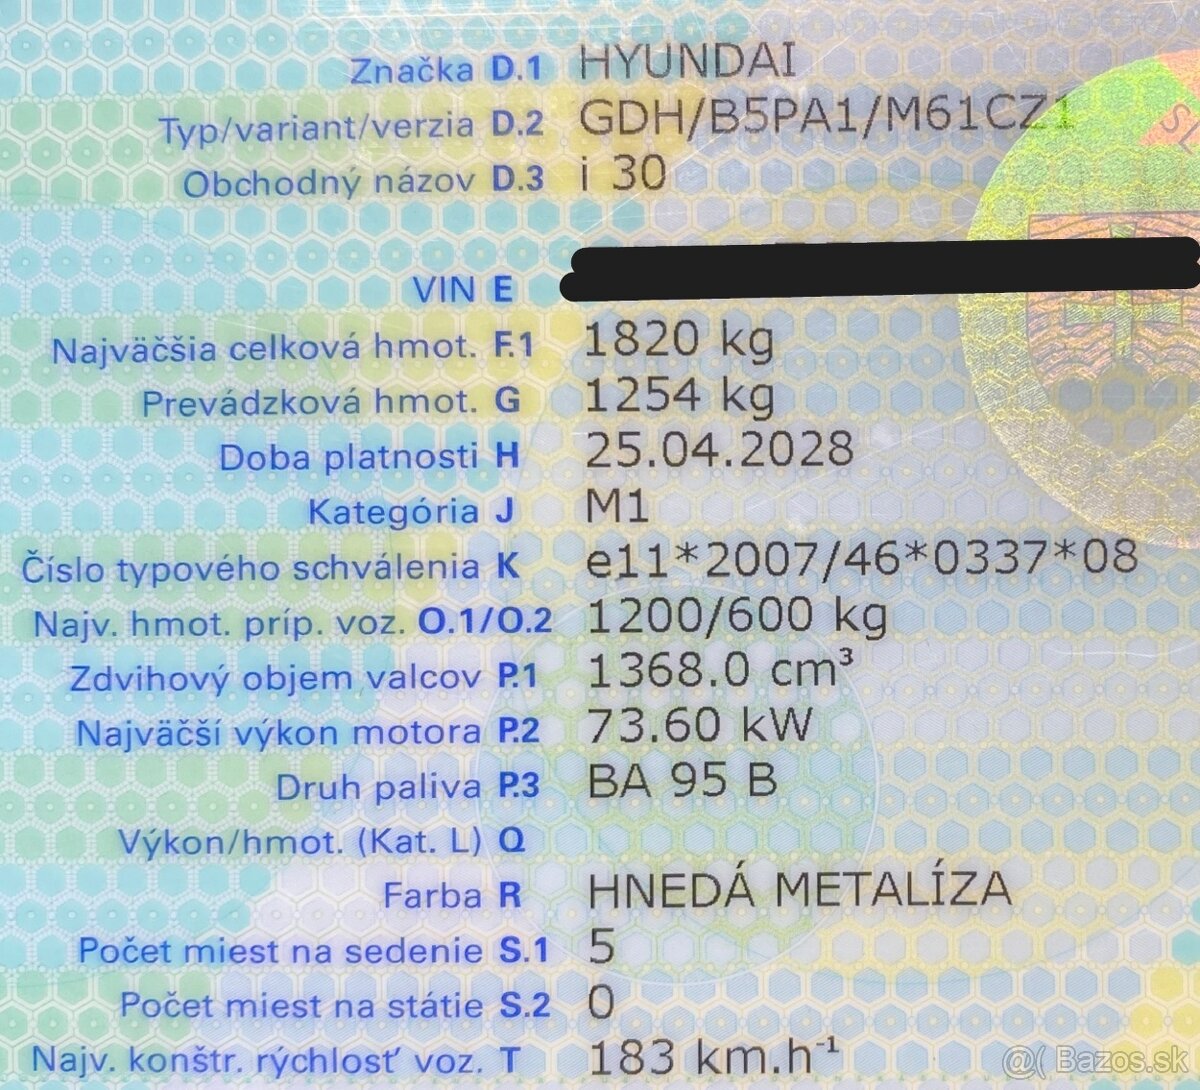 Značka D.1 HYUNDAI
Typ/variant/verzia D.2 GDH/B5PA1/M61CZ1
Obchodný názov D.3 i 30
VIN E
Najväčšia celková hmot. F.1 1820 kg
Prevádzková hmot. G 1254 kg
Doba platnosti H 25.04.2028
Kategória J M1
Číslo typového schválenia K e11*2007/46*0337*08
Najv. hmot. príp. voz. O.1/O.2 1200/600 kg
Zdvihový objem valcov P.1 1368.0 cm³
Najväčší výkon motora P.2 73.60 kW
Druh paliva P.3 BA 95 B
Výkon/hmot. (Kat. L) Q
Farba R HNEDÁ METALÍZA
Počet miest na sedenie S.1 5
Počet miest na státie S.2 0
Najv. konštr. rýchlosť voz. T 183 km.h⁻¹
@( Bazos.sk